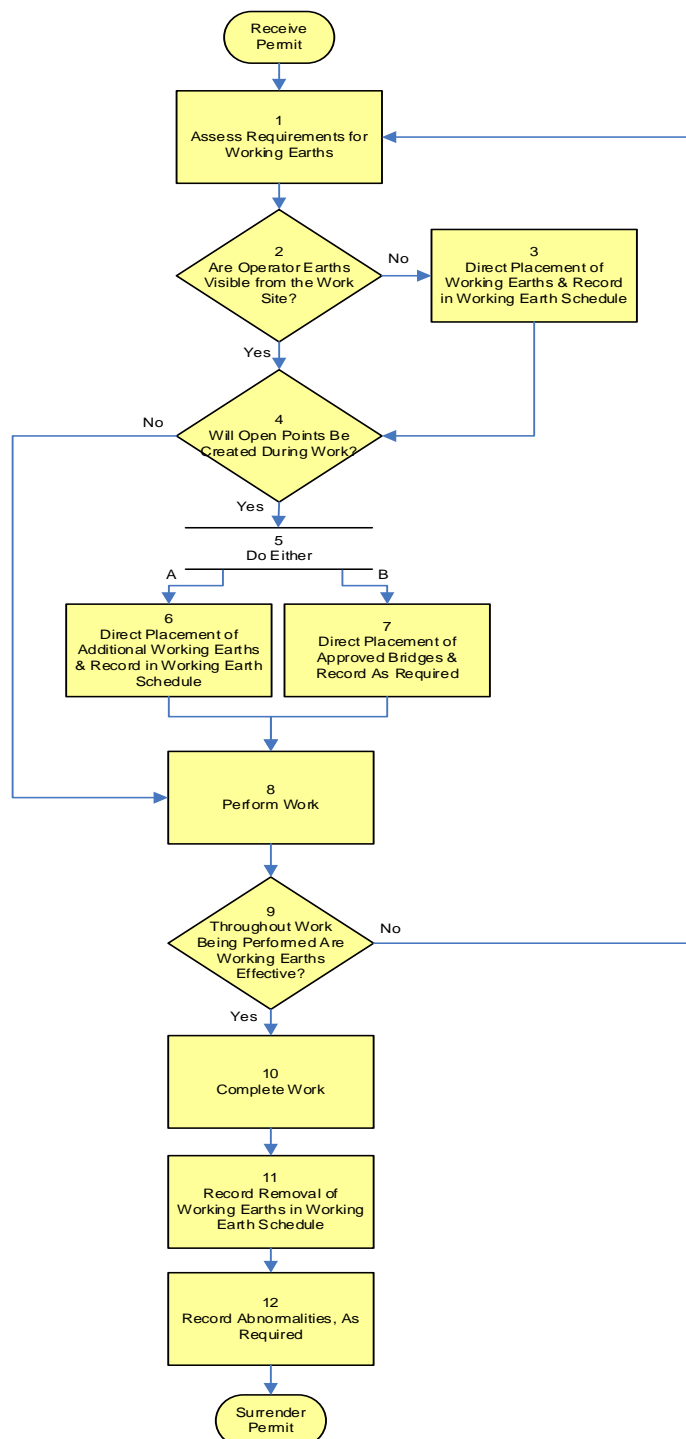 Receive
Permit
1
Assess Requirements for
Working Earths
2
Are Operator Earths
Visible from the Work
Site?
No
3
Direct Placement of
Working Earths & Record
in Working Earth Schedule
Yes
No
4
Will Open Points Be
Created During Work?
Yes
5
Do Either
A
B
6
Direct Placement of
Additional Working Earths
& Record in Working Earth
Schedule
7
Direct Placement of
Approved Bridges &
Record As Required
8
Perform Work
9
Throughout Work
Being Performed Are
Working Earths
Effective?
No
Yes
10
Complete Work
11
Record Removal of
Working Earths in Working
Earth Schedule
12
Record Abnormalities, As
Required
Surrender
Permit